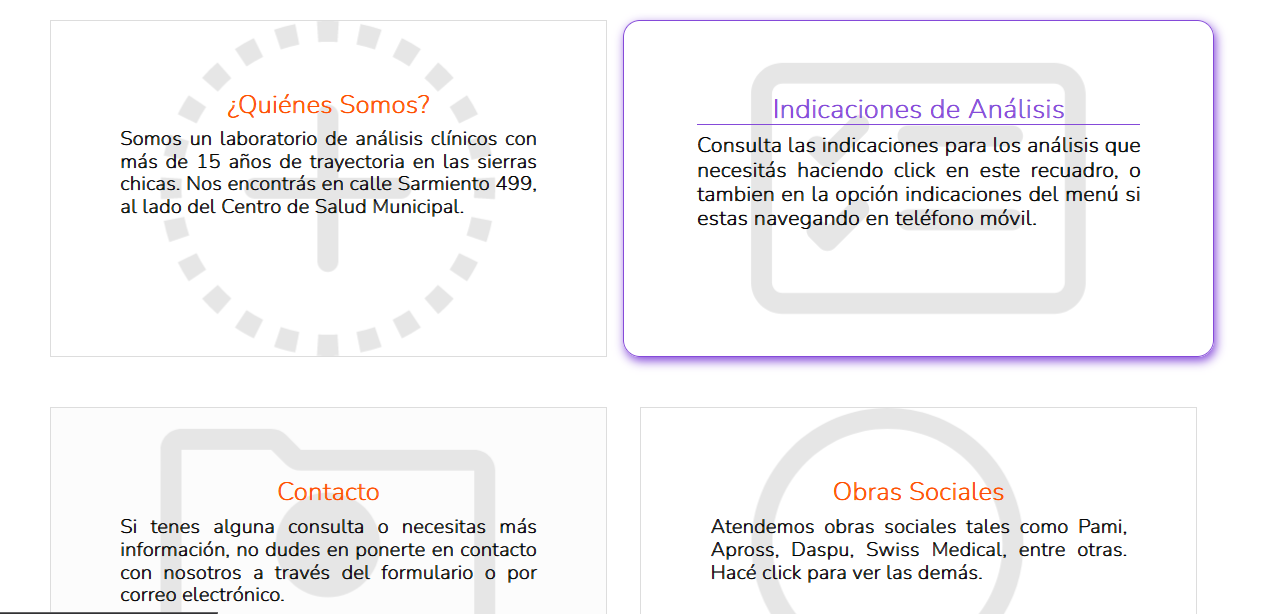 ¿Quiénes Somos?
Somos un laboratorio de análisis clínicos con
más de 15 años de trayectoria en las sierras
chicas. Nos encontrás en calle Sarmiento 499,
al lado del Centro de Salud Municipal.
Indicaciones de Análisis
Consulta las indicaciones para los análisis que
necesitás haciendo click en este recuadro, o
tambien en la opción indicaciones del menú si
estas navegando en teléfono móvil.
Contacto
Si tenes alguna consulta o necesitas más
información, no dudes en ponerte en contacto
con nosotros a través del formulario o por
correo electrónico.
Obras Sociales
Atendemos obras sociales tales como Pami,
Apross, Daspu, Swiss Medical, entre otras.
Hacé click para ver las demás.